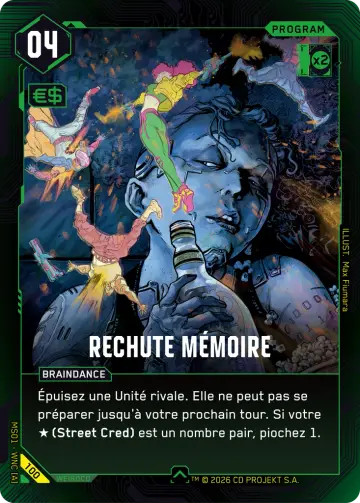 04
PROGRAM
€$
x2
ILLUST. Max Fiumara
RECHUTE MÉMOIRE
BRAINDANCE
Épuisez une Unité rivale. Elle ne peut pas se
préparer jusqu'à votre prochain tour. Si votre
★ (Street Cred) est un nombre pair, piochez 1.
100
™ © 2026 CD PROJEKT S.A.